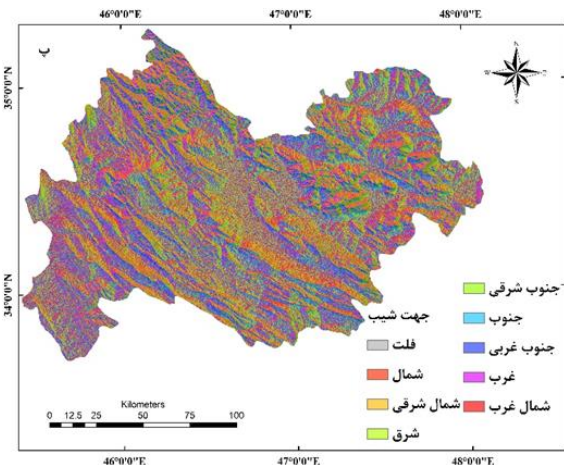 46°0'0"E 47°0'0"E 48°0'0"E
پ
N
W E
S
35°0'0"N
34°0'0"N
جهت شیب
فلت
شمال
شمال شرقی
شرق
جنوب شرقی
جنوب
جنوب غربی
غرب
شمال غرب
Kilometers
0 12.5 25 50 75 100
46°0'0"E 47°0'0"E 48°0'0"E